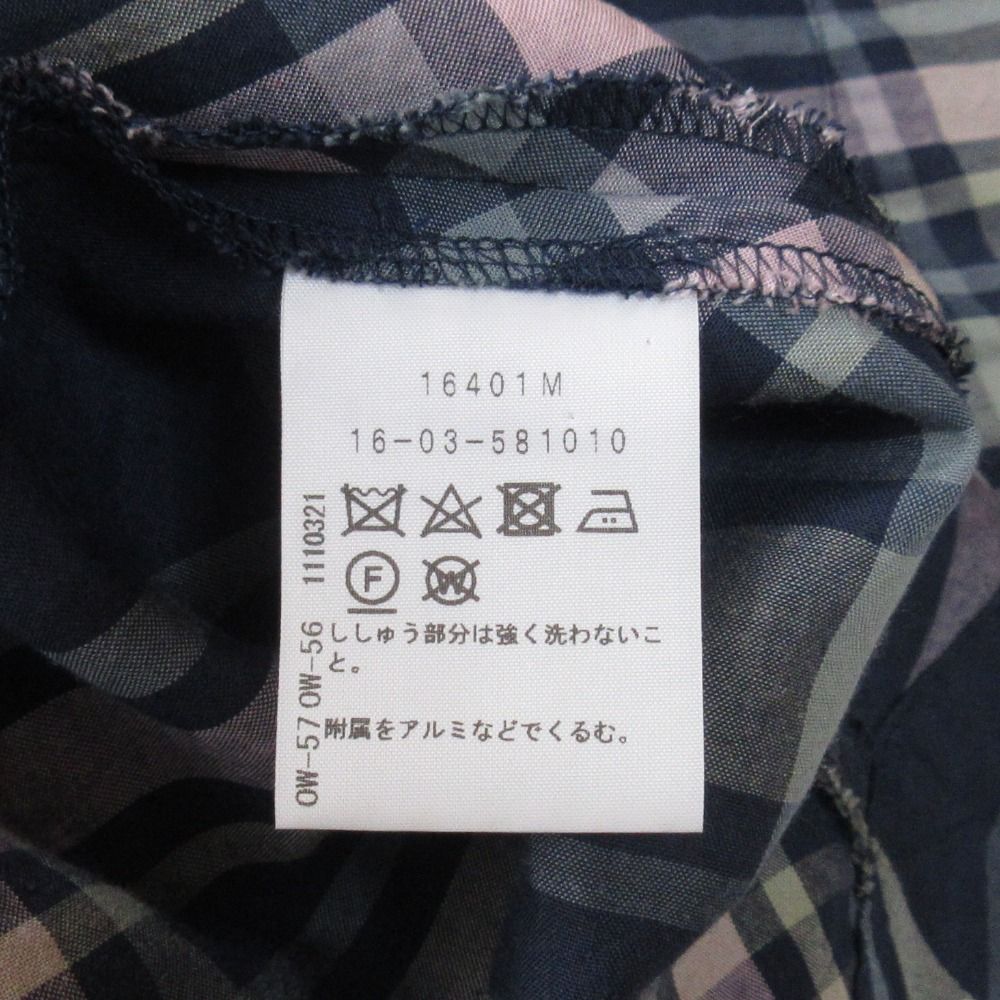 16401M
16-03-581010
F
W
ししゅう部分は強く洗わないこ
と。
附属をアルミなどでくるむ。
1110321
OW-57 OW-56